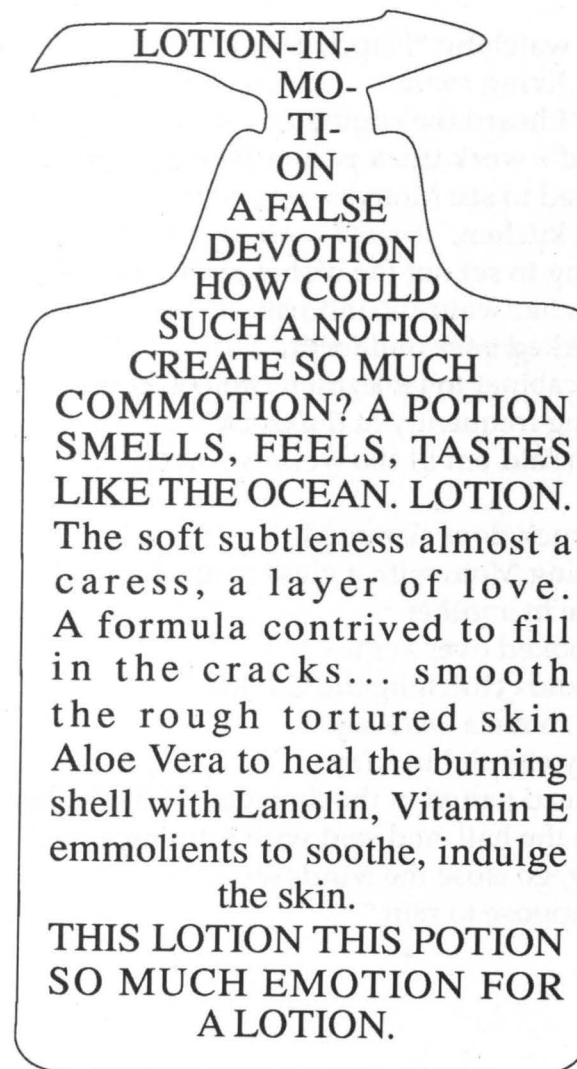 LOTION-IN-
MO-
TI-
ON
A FALSE
DEVOTION
HOW COULD
SUCH A NOTION
CREATE SO MUCH
COMMOTION? A POTION
SMELLS, FEELS, TASTES
LIKE THE OCEAN. LOTION.
The soft subtleness almost a
caress, a layer of love.
A formula contrived to fill
in the cracks... smooth
the rough tortured skin
Aloe Vera to heal the burning
shell with Lanolin, Vitamin E
emmolients to soothe, indulge
the skin.
THIS LOTION THIS POTION
SO MUCH EMOTION FOR
A LOTION.